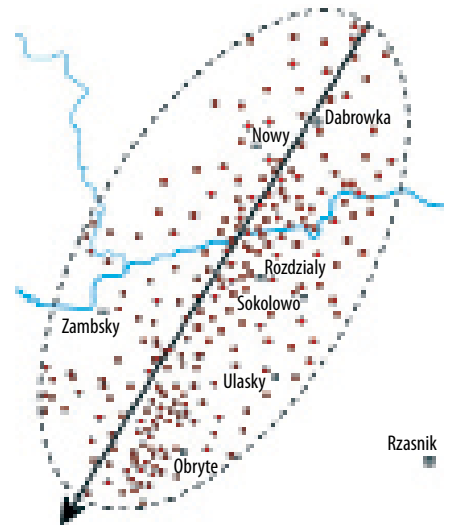 Dabrowka
Nowy
Rozdzialy
Sokolowo
Zambsky
Ulasky
Rzasnik
Obryte